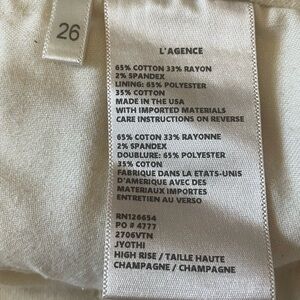 26
L'AGENCE
65% COTTON 33% RAYON
2% SPANDEX
LINING: 65% POLYESTER
35% COTTON
MADE IN THE USA
WITH IMPORTED MATERIALS
CARE INSTRUCTIONS ON REVERSE
65% COTON 33% RAYONNE
2% SPANDEX
DOUBLURE: 65% POLYESTER
35% COTON
FABRIQUE DANS LA ETATS-UNIS
D'AMERIQUE AVEC DES
MATERIAUX IMPORTES
ENTRETIEN AU VERSO
RN126654
PO # 4777
2706VTN
JYOTHI
HIGH RISE / TAILLE HAUTE
CHAMPAGNE / CHAMPAGNE